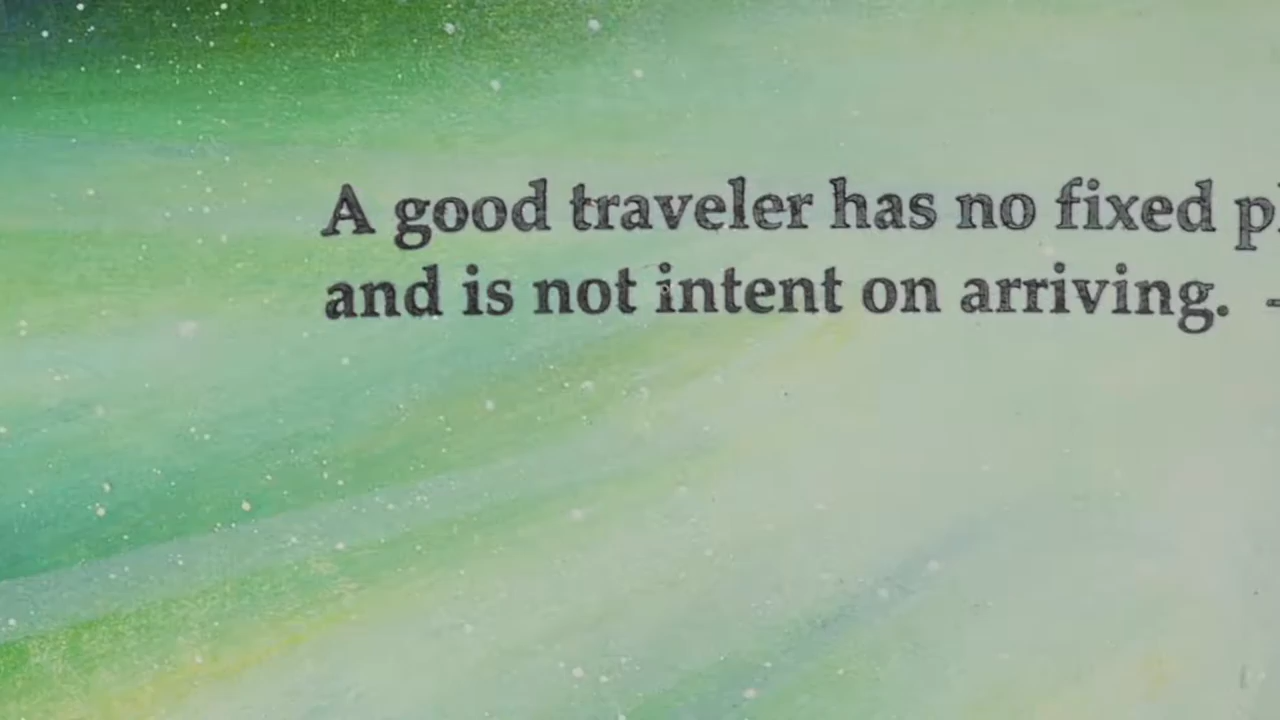 A good traveler has no fixed
and is not intent on arriving. -